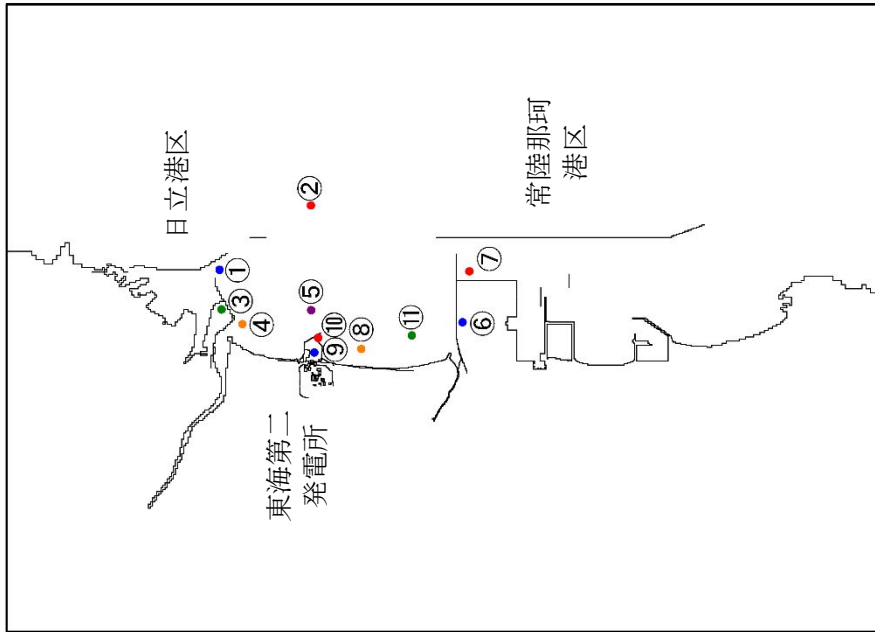 日立港区
常陸那珂
港区
東海第二
発電所
①
②
③
④
⑤
⑥
⑦
⑧
⑨
⑩
⑪